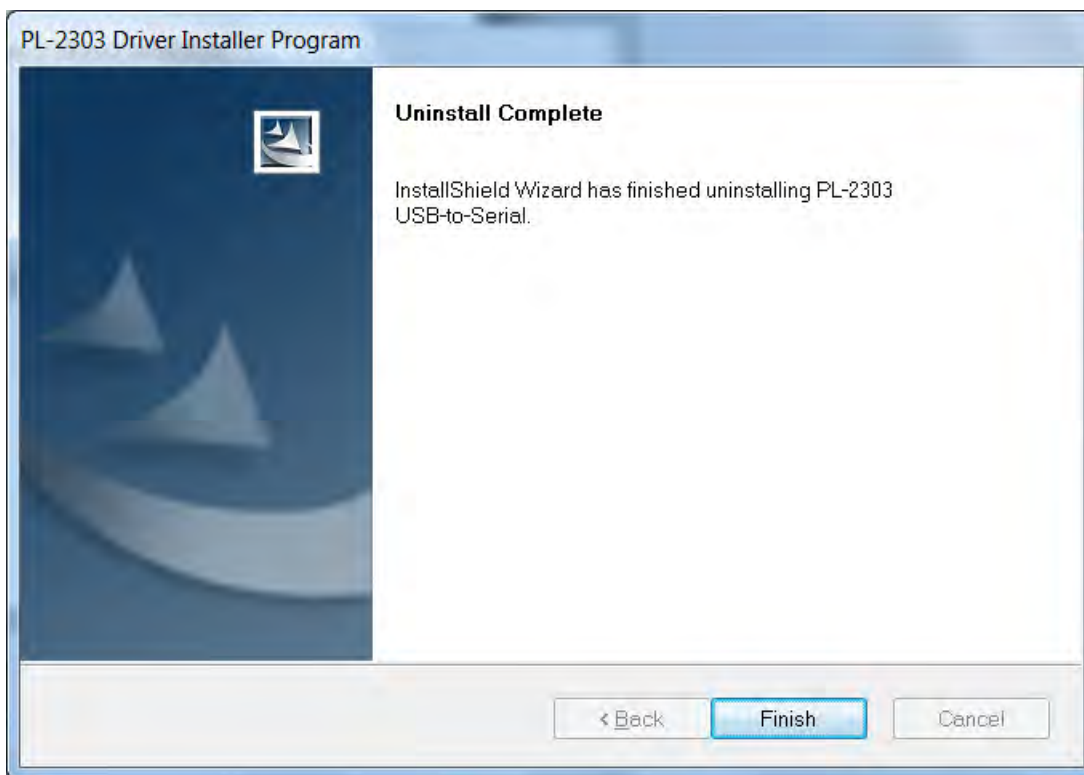 PL-2303 Driver Installer Program
Uninstall Complete
InstallShield Wizard has finished uninstalling PL-2303
USB-to-Serial.
< Back
Finish
Cancel